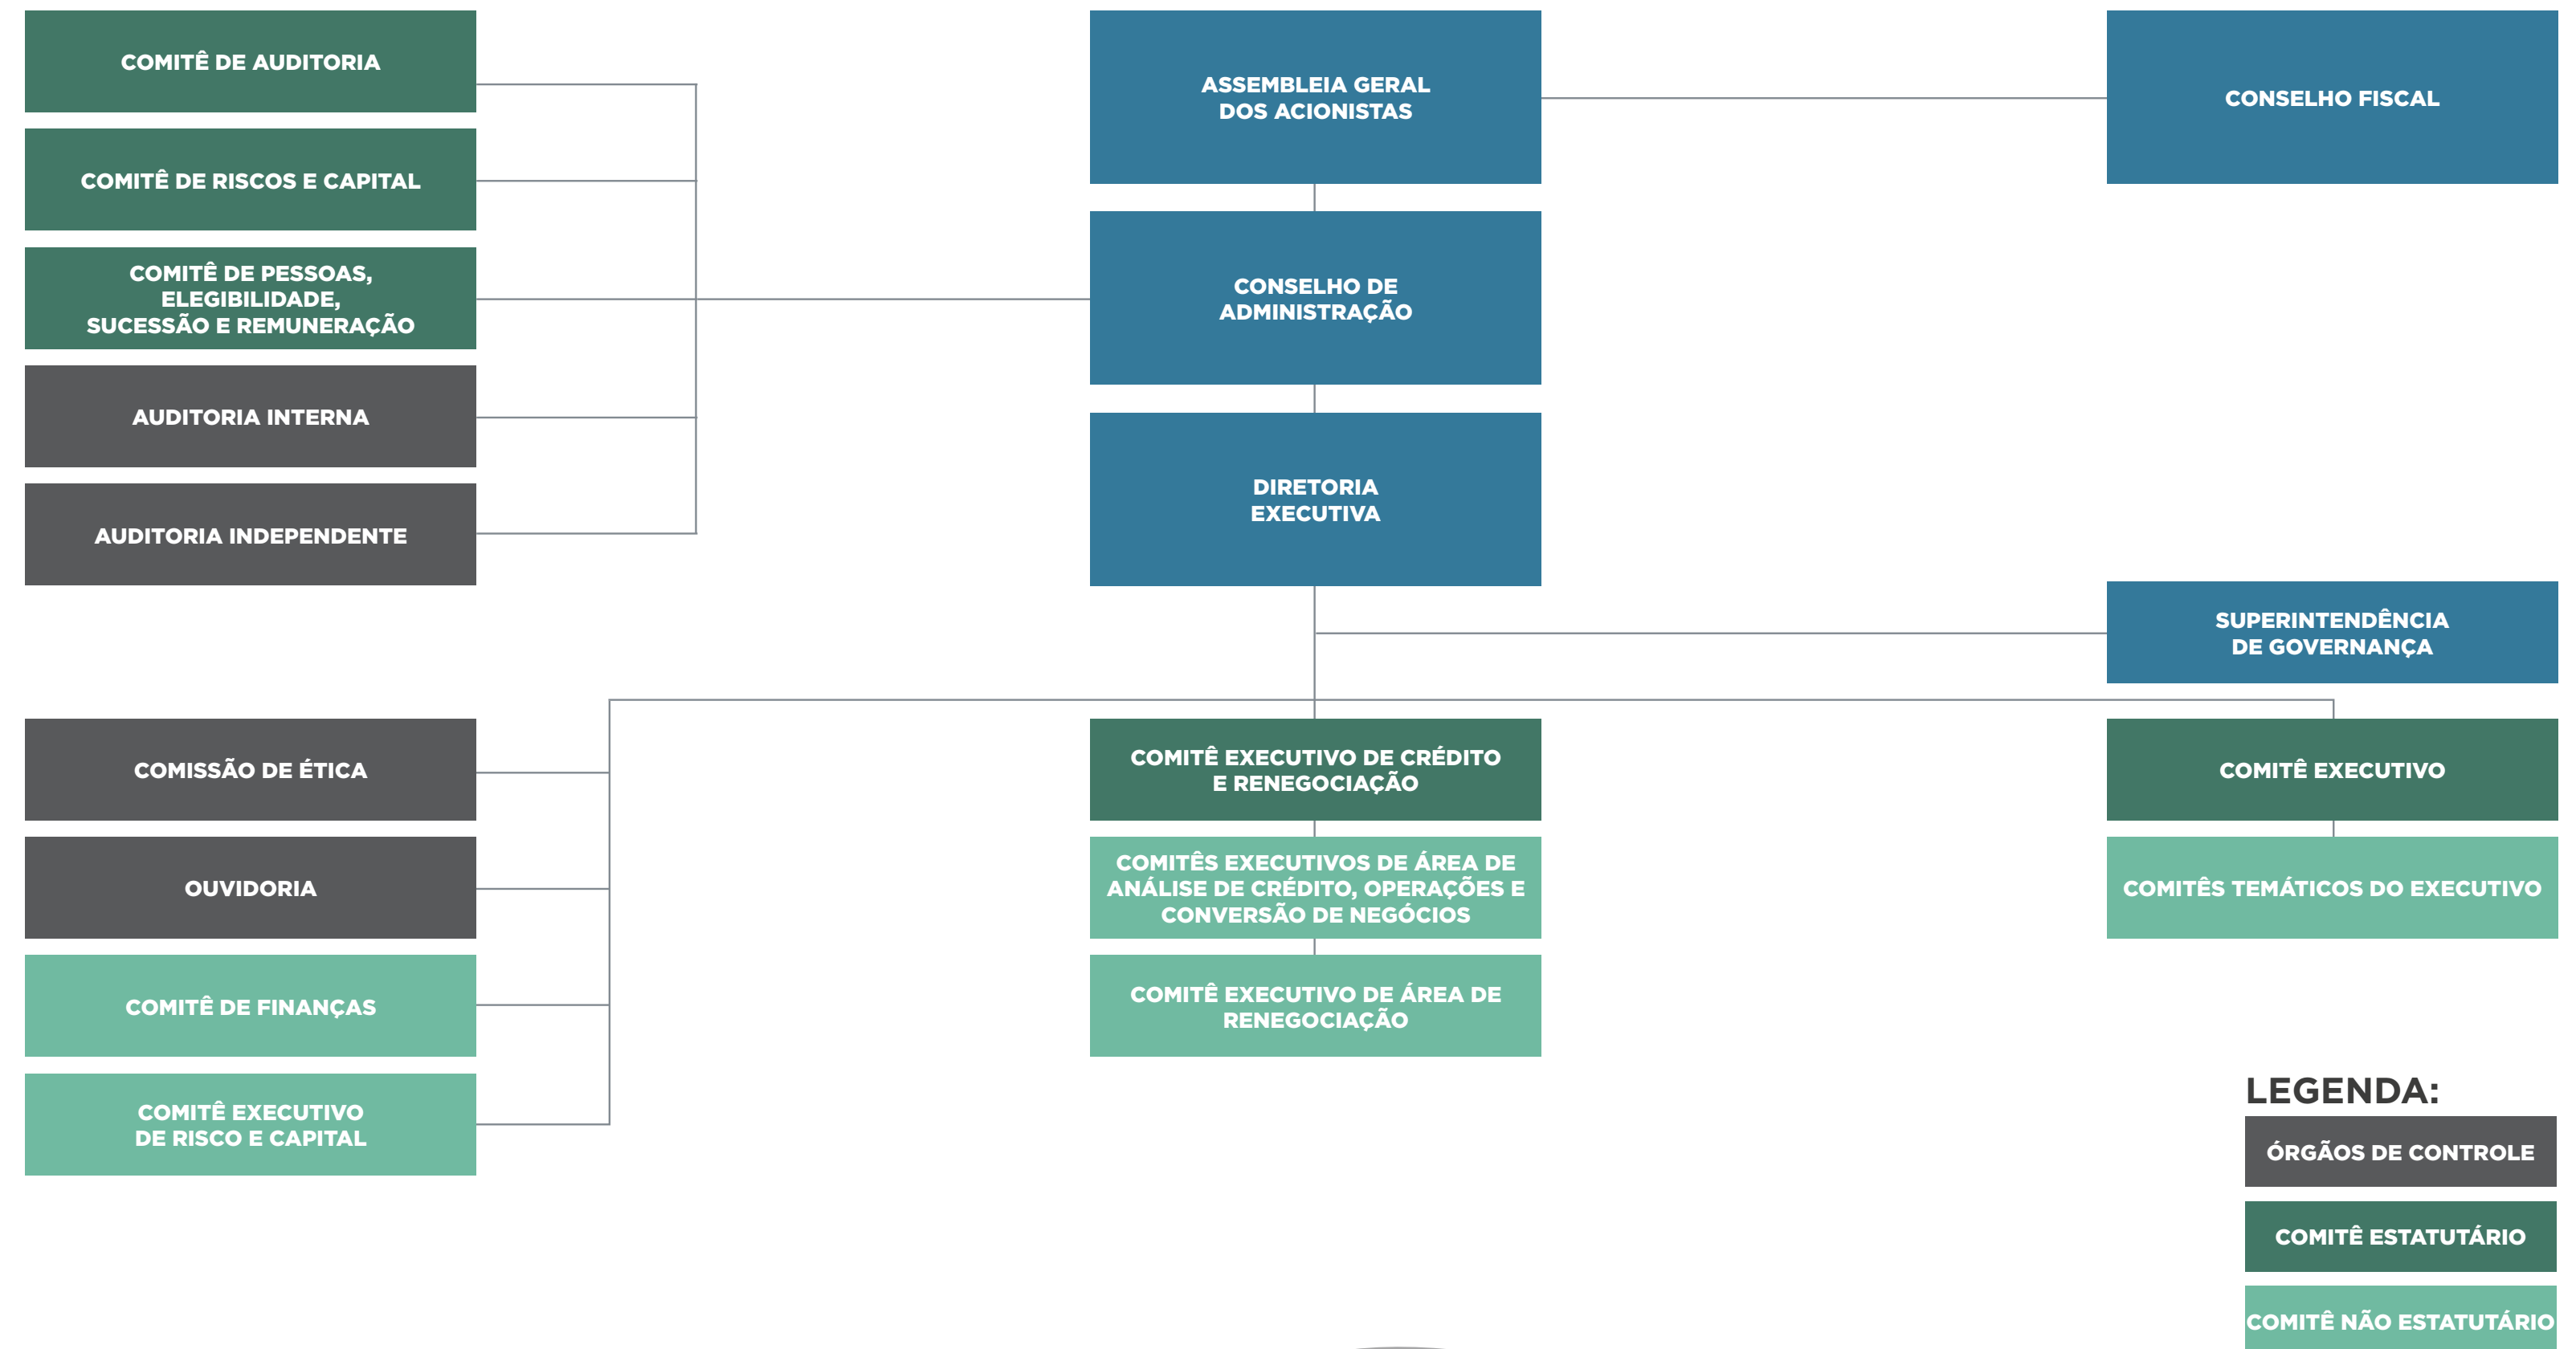 COMITÊ DE AUDITORIA
COMITÊ DE RISCOS E CAPITAL
COMITÊ DE PESSOAS,
ELEGIBILIDADE,
SUCESSÃO E REMUNERAÇÃO
AUDITORIA INTERNA
AUDITORIA INDEPENDENTE
ASSEMBLEIA GERAL
DOS ACIONISTAS
CONSELHO FISCAL
CONSELHO DE
ADMINISTRAÇÃO
DIRETORIA
EXECUTIVA
SUPERINTENDÊNCIA
DE GOVERNANÇA
COMISSÃO DE ÉTICA
OUVIDORIA
COMITÊ DE FINANÇAS
COMITÊ EXECUTIVO
DE RISCO E CAPITAL
COMITÊ EXECUTIVO DE CRÉDITO
E RENEGOCIAÇÃO
COMITÊS EXECUTIVOS DE ÁREA DE
ANÁLISE DE CRÉDITO, OPERAÇÕES E
CONVERSÃO DE NEGÓCIOS
COMITÊ EXECUTIVO DE ÁREA DE
RENEGOCIAÇÃO
COMITÊ EXECUTIVO
COMITÊS TEMÁTICOS DO EXECUTIVO
LEGENDA:
ÓRGÃOS DE CONTROLE
COMITÊ ESTATUTÁRIO
COMITÊ NÃO ESTATUTÁRIO